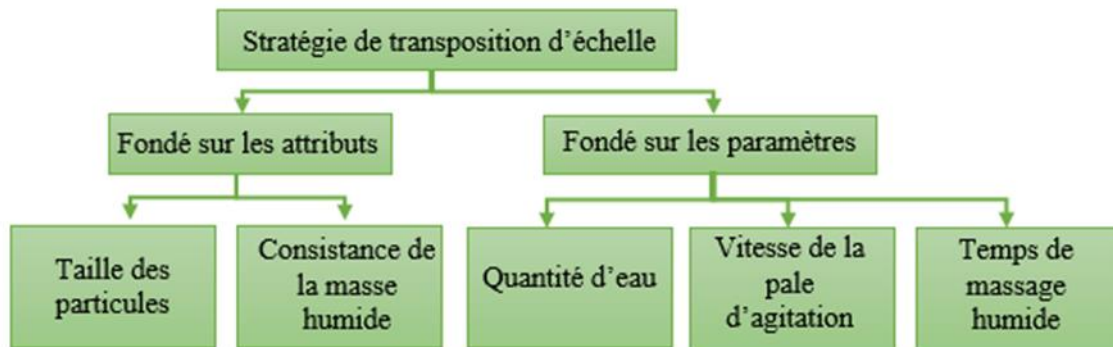 Stratégie de transposition d’échelle
Fondé sur les attributs
Fondé sur les paramètres
Taille des
particules
Consistance de
la masse
humide
Quantité d’eau
Vitesse de la
pale
d’agitation
Temps de
massage
humide